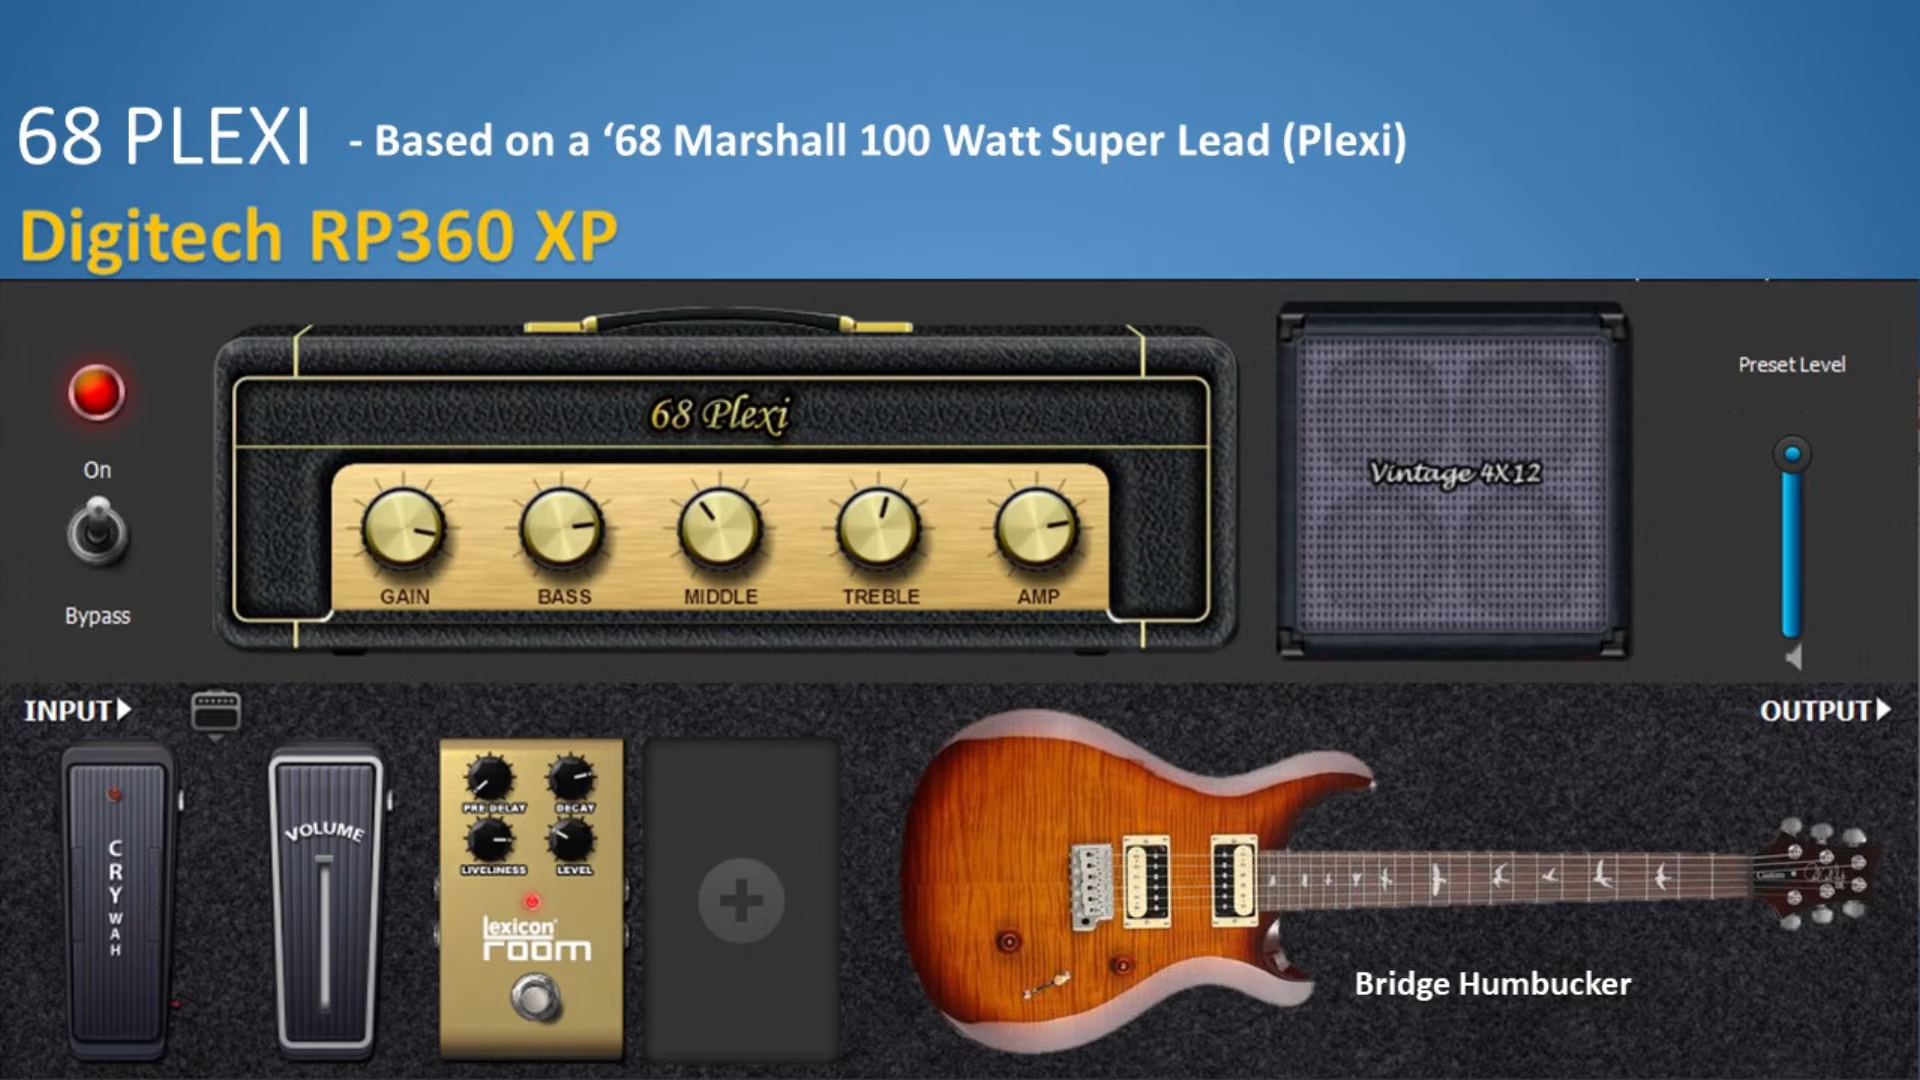 68 PLEXI - Based on a ‘68 Marshall 100 Watt Super Lead (Plexi)
Digitech RP360 XP
68 Plexi
GAIN BASS MIDDLE TREBLE AMP
Vintage 4X12
Preset Level
On
Bypass
INPUT
OUTPUT
CRY WAH
VOLUME
PRE DELAY DECAY
LIVELINESS LEVEL
lexicon
room
Custom
Bridge Humbucker